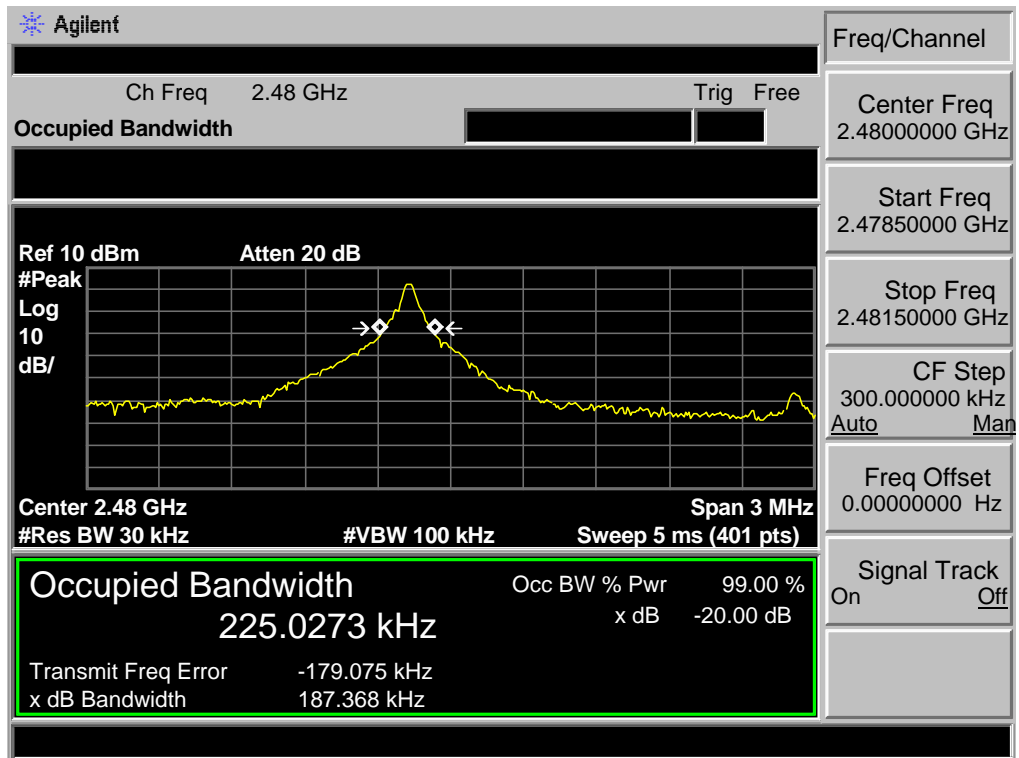 Agilent
Freq/Channel
Ch Freq 2.48 GHz Trig Free
Occupied Bandwidth
Center Freq
2.48000000 GHz
Start Freq
2.47850000 GHz
Stop Freq
2.48150000 GHz
CF Step
300.000000 kHz
Auto Man
Freq Offset
0.00000000 Hz
Signal Track
On Off
Ref 10 dBm Atten 20 dB
#Peak
Log
10
dB/
Center 2.48 GHz Span 3 MHz
#Res BW 30 kHz #VBW 100 kHz Sweep 5 ms (401 pts)
Occupied Bandwidth Occ BW % Pwr 99.00 %
225.0273 kHz x dB -20.00 dB
Transmit Freq Error -179.075 kHz
x dB Bandwidth 187.368 kHz